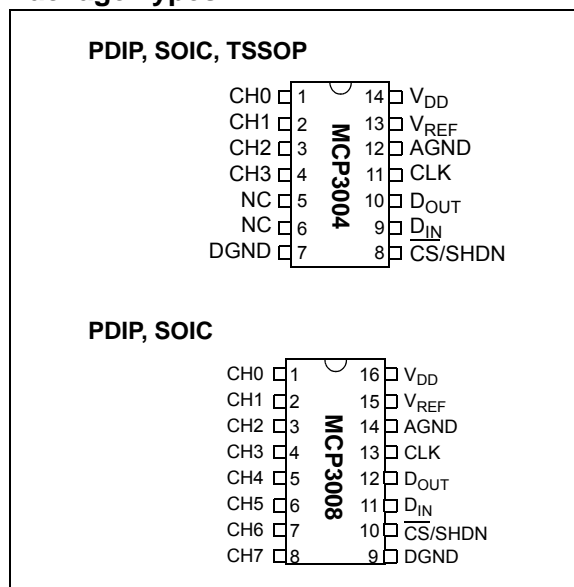 Package Types
PDIP, SOIC, TSSOP
CH0 1 14 VDD
CH1 2 13 VREF
CH2 3 12 AGND
CH3 4 11 CLK
NC 5 10 DOUT
NC 6 9 DIN
DGND 7 8 CS/SHDN
MCP3004
PDIP, SOIC
CH0 1 16 VDD
CH1 2 15 VREF
CH2 3 14 AGND
CH3 4 13 CLK
CH4 5 12 DOUT
CH5 6 11 DIN
CH6 7 10 CS/SHDN
CH7 8 9 DGND
MCP3008